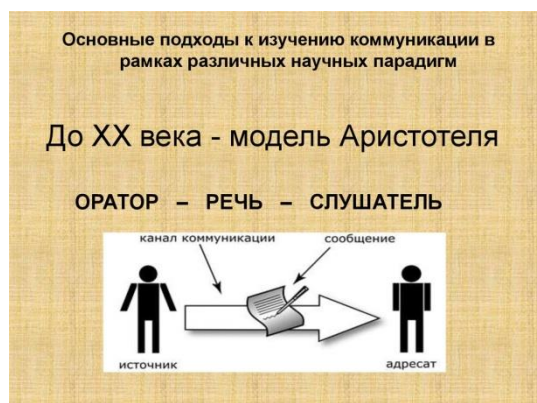 Основные подходы к изучению коммуникации в
рамках различных научных парадигм
До XX века - модель Аристотеля
ОРАТОР – РЕЧЬ – СЛУШАТЕЛЬ
канал коммуникации
сообщение
источник
адресат